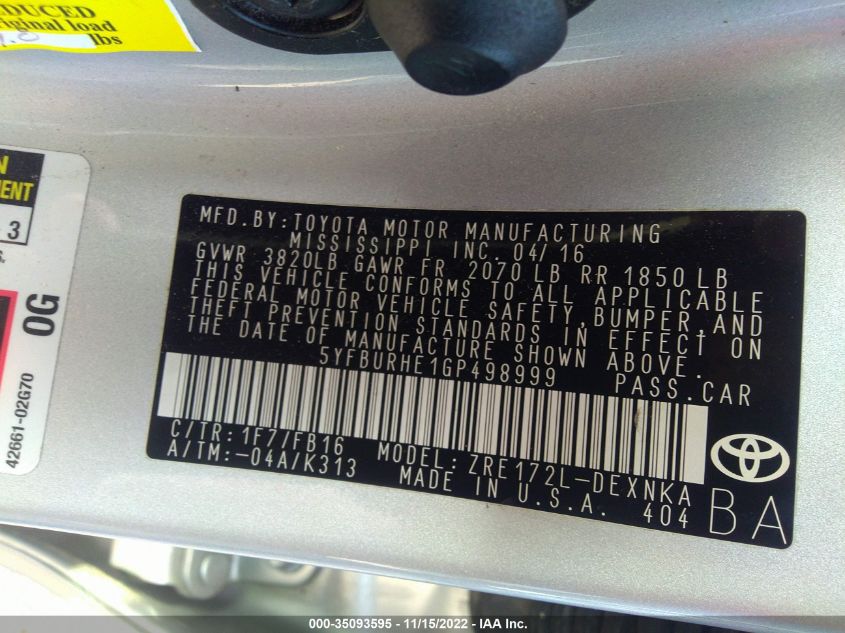 DUCED
riginal load
lbs
N
MENT
3
0G
42661-02G70
MFD.BY:TOYOTA MOTOR MANUFACTURING
MISSISSIPPI INC. 04/16
GVWR 3820LB GAWR FR 2070 LB RR 1850 LB
THIS VEHICLE CONFORMS TO ALL APPLICABLE
FEDERAL MOTOR VEHICLE SAFETY,BUMPER,AND
THEFT PREVENTION STANDARDS IN EFFECT ON
THE DATE OF MANUFACTURE SHOWN ABOVE.
5YFBURHE1GP498999 PASS.CAR
C/TR:1F7/FB16 MODEL:ZRE172L-DEXNKA
A/TM:-04A/K313 MADE IN U.S.A. 404
BA
000-35093595 - 11/15/2022 - IAA Inc.